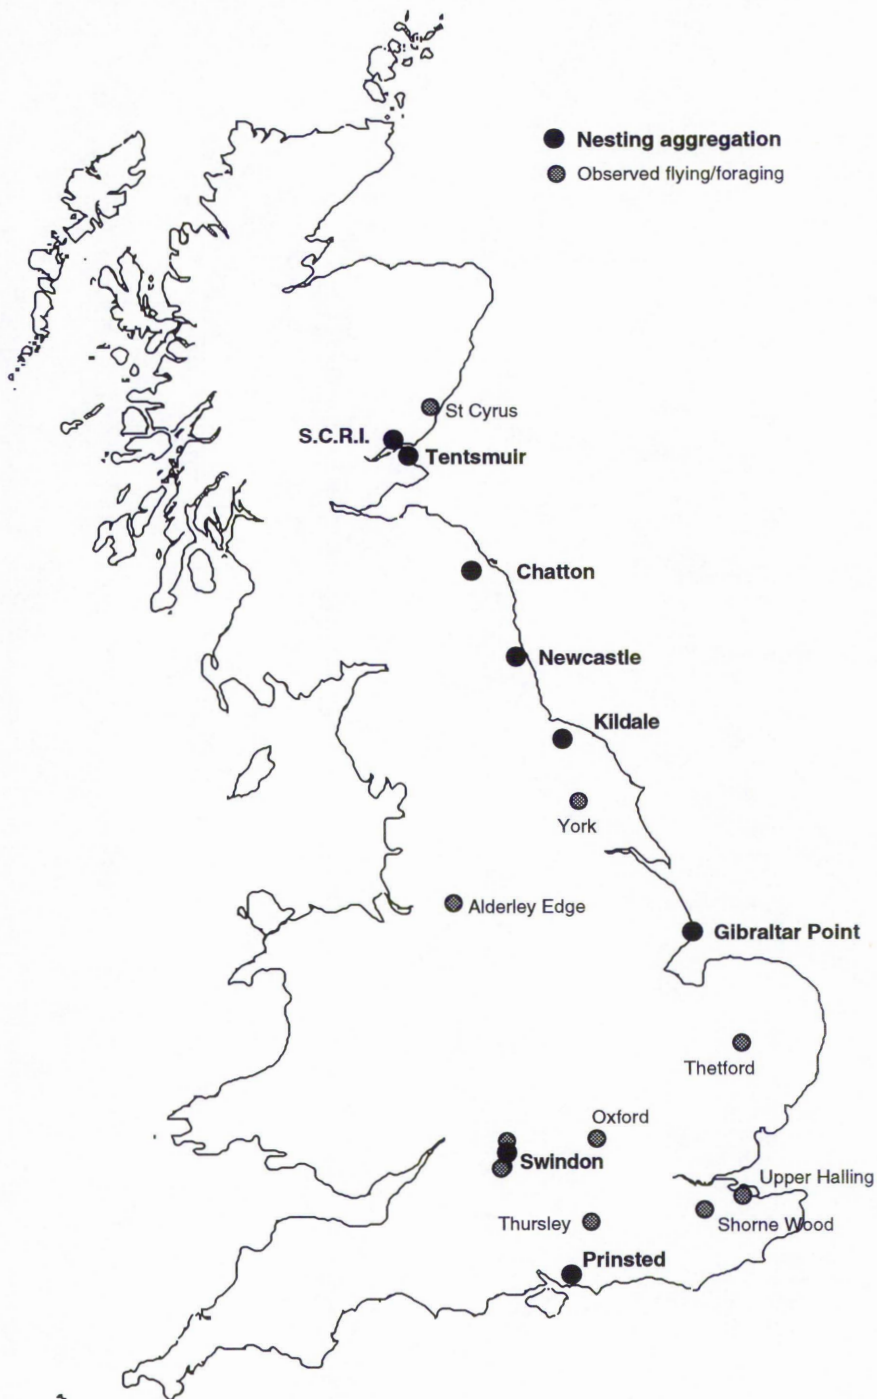 Nesting aggregation
Observed flying/foraging
St Cyrus
S.C.R.I.
Tentsmuir
Chatton
Newcastle
Kildale
York
Alderley Edge
Gibraltar Point
Thetford
Oxford
Swindon
Upper Halling
Thursley
Shorne Wood
Prinsted